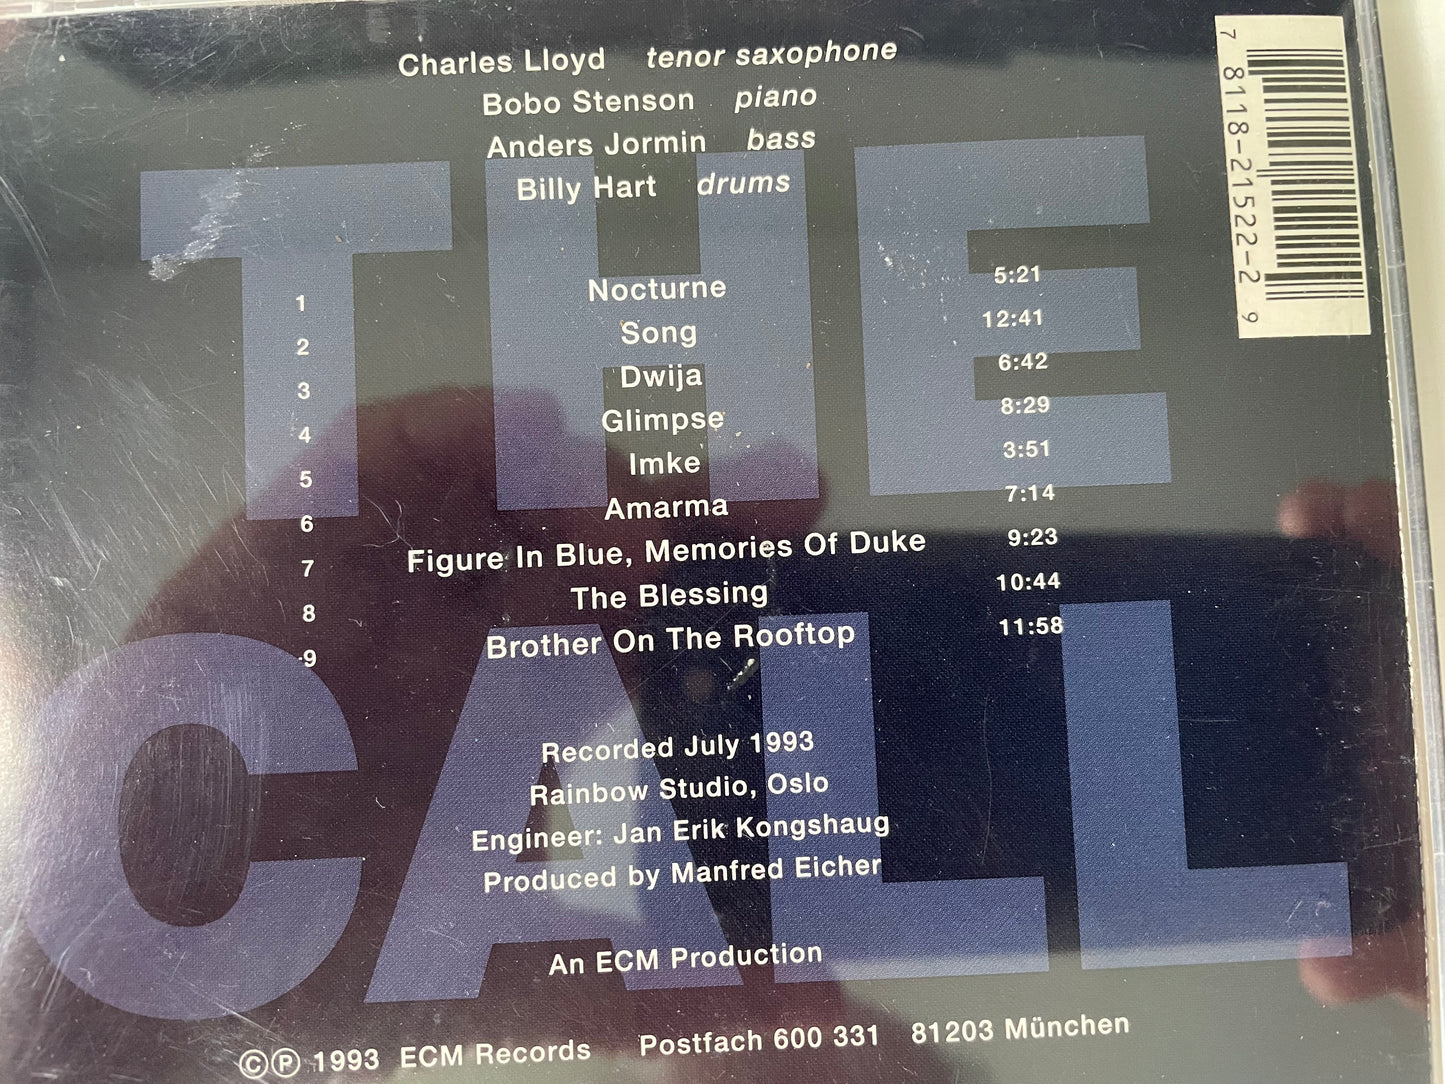 Charles Lloyd tenor saxophone
Bobo Stenson piano
Anders Jormin bass
Billy Hart drums
7 81182-15222-9
1 Nocturne 5:21
2 Song 12:41
3 Dwija 6:42
4 Glimpse 8:29
5 Imke 3:51
6 Amarma 7:14
7 Figure In Blue, Memories Of Duke 9:23
8 The Blessing 10:44
9 Brother On The Rooftop 11:58
THE
CALL
Recorded July 1993
Rainbow Studio, Oslo
Engineer: Jan Erik Kongshaug
Produced by Manfred Eicher
An ECM Production
©℗ 1993 ECM Records Postfach 600 331 81203 München